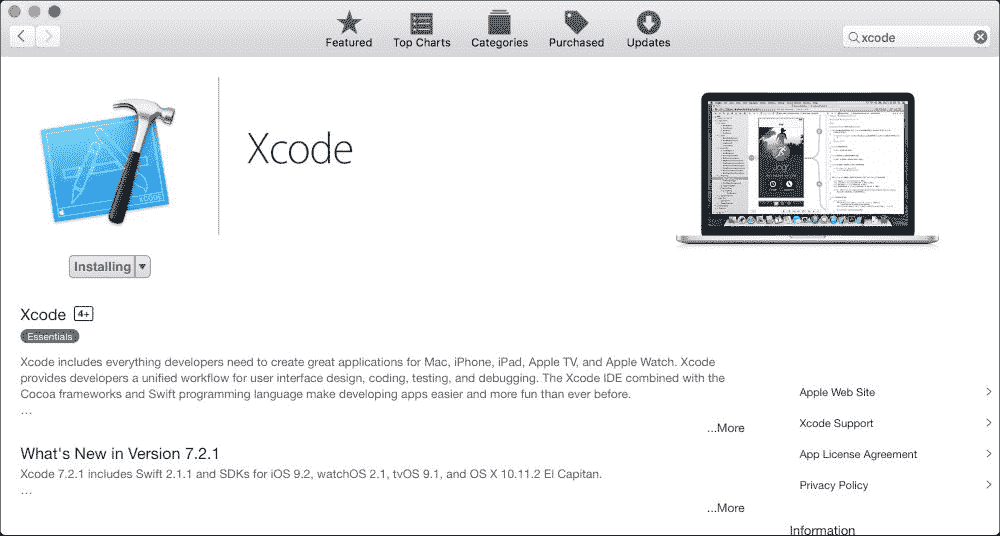 Featured
Top Charts
Categories
Purchased
Updates
xcode
XCODE
Xcode
Installing
Xcode 4+
Essentials
Xcode includes everything developers need to create great applications for Mac, iPhone, iPad, Apple TV, and Apple Watch. Xcode
provides developers a unified workflow for user interface design, coding, testing, and debugging. The Xcode IDE combined with the
Cocoa frameworks and Swift programming language make developing apps easier and more fun than ever before.
...
...More
What's New in Version 7.2.1
Xcode 7.2.1 includes Swift 2.1.1 and SDKs for iOS 9.2, watchOS 2.1, tvOS 9.1, and OS X 10.11.2 El Capitan.
...
...More
Apple Web Site
Xcode Support
App License Agreement
Privacy Policy
Information